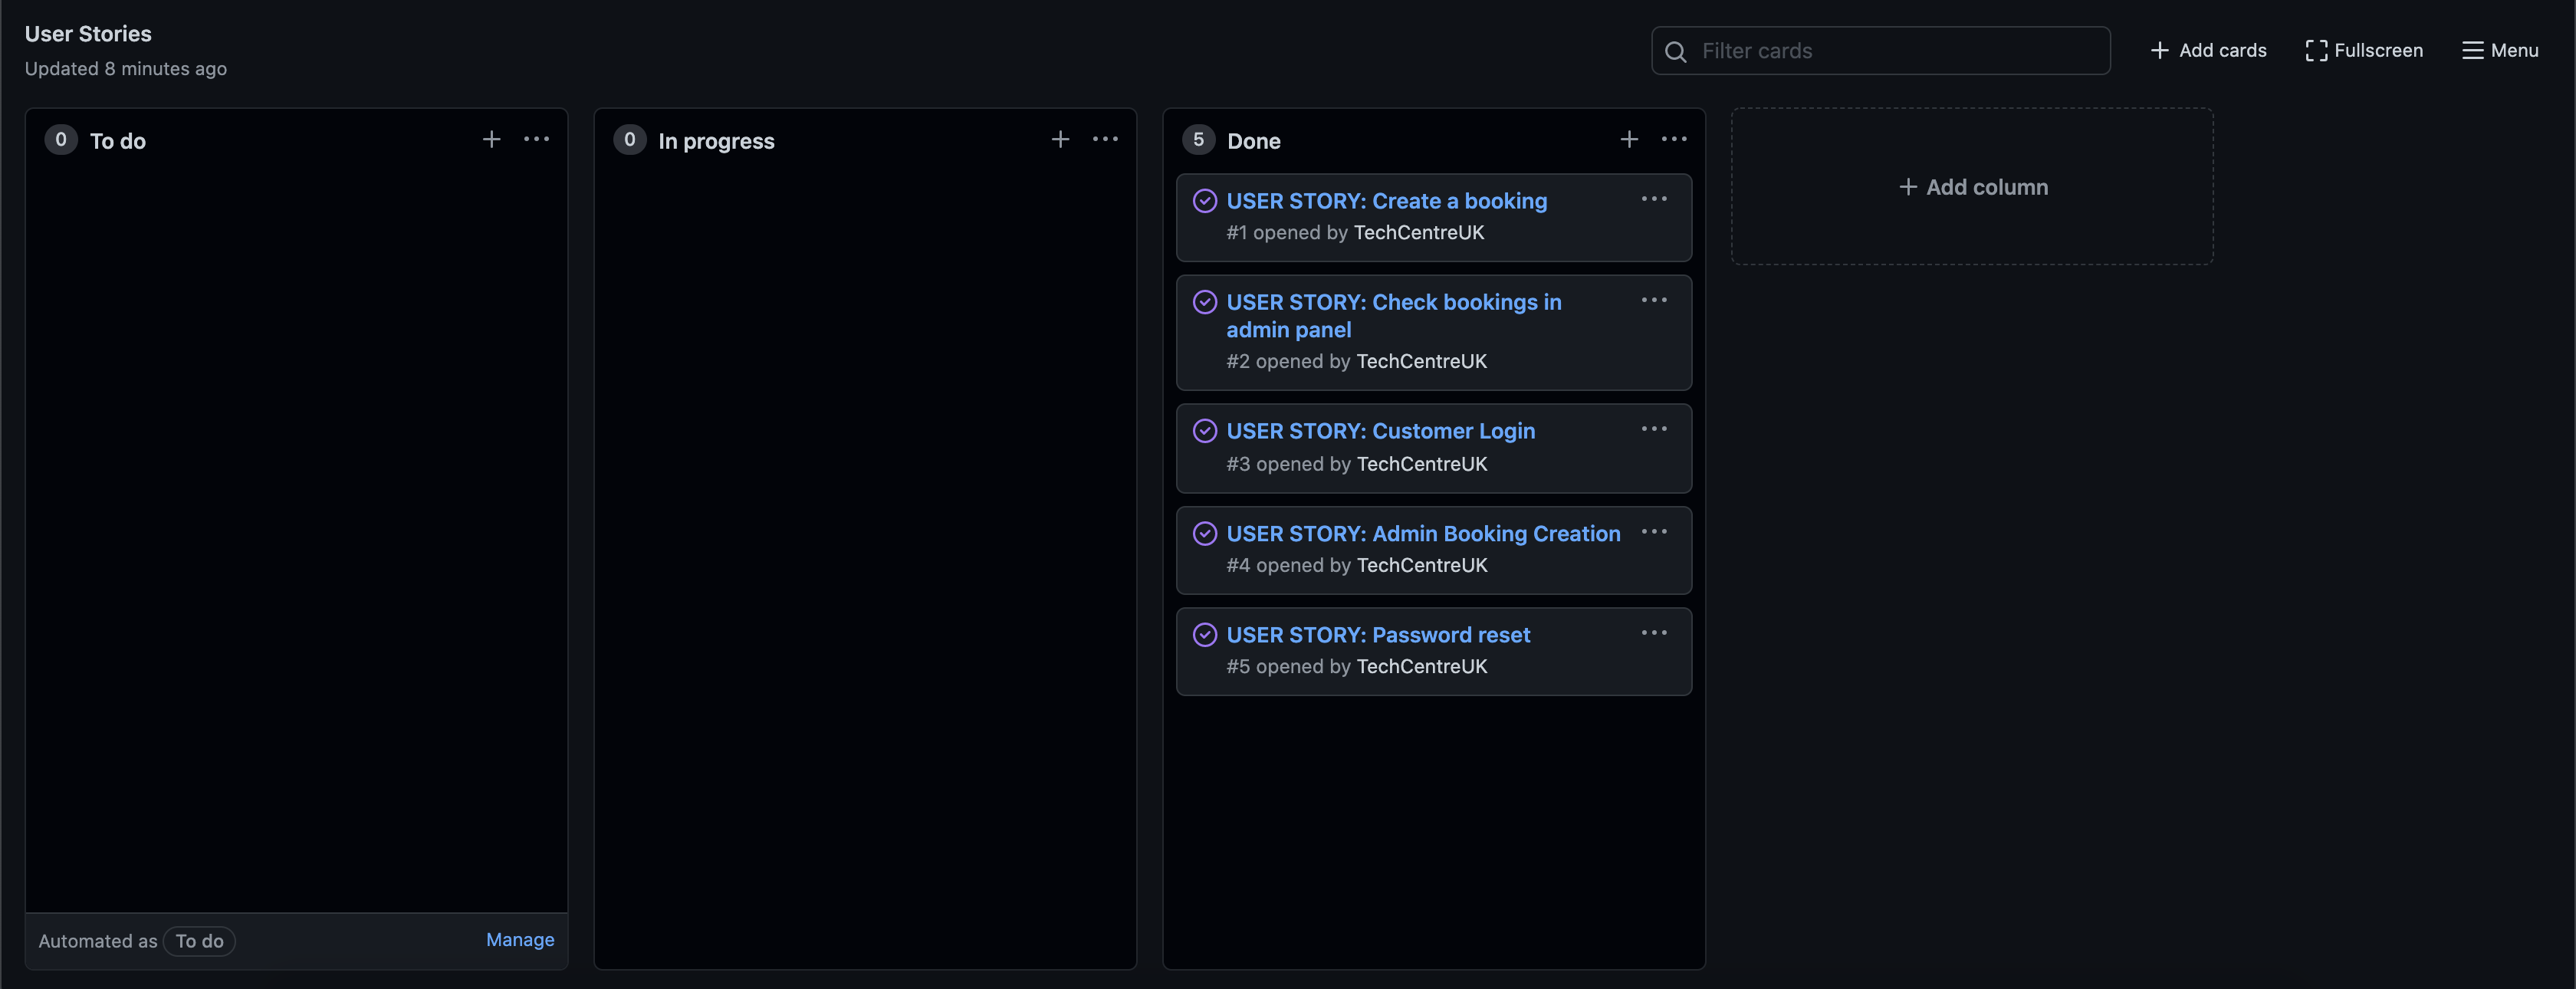 User Stories
Updated 8 minutes ago
Filter cards
Add cards
Fullscreen
Menu
0 To do
Automated as To do
Manage
0 In progress
5 Done
USER STORY: Create a booking
#1 opened by TechCentreUK
USER STORY: Check bookings in
admin panel
#2 opened by TechCentreUK
USER STORY: Customer Login
#3 opened by TechCentreUK
USER STORY: Admin Booking Creation
#4 opened by TechCentreUK
USER STORY: Password reset
#5 opened by TechCentreUK
+ Add column